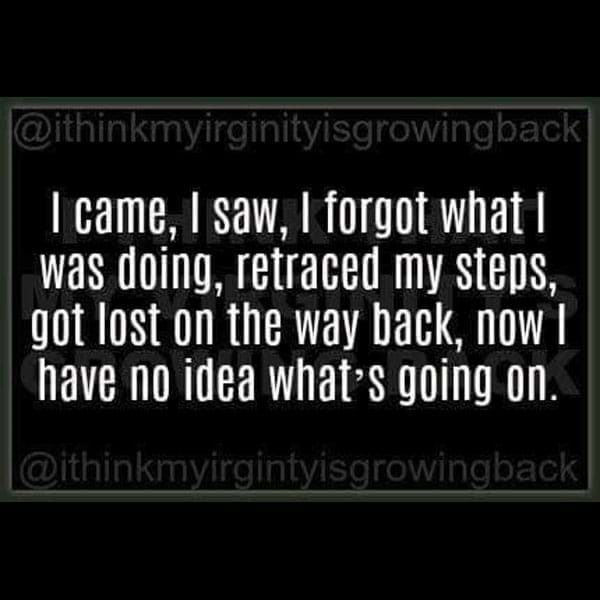 @ithinkmyirginityisgrowingback
I came, I saw, I forgot what I
was doing, retraced my steps,
got lost on the way back, now I
have no idea what's going on.
@ithinkmyirgintyisgrowingback